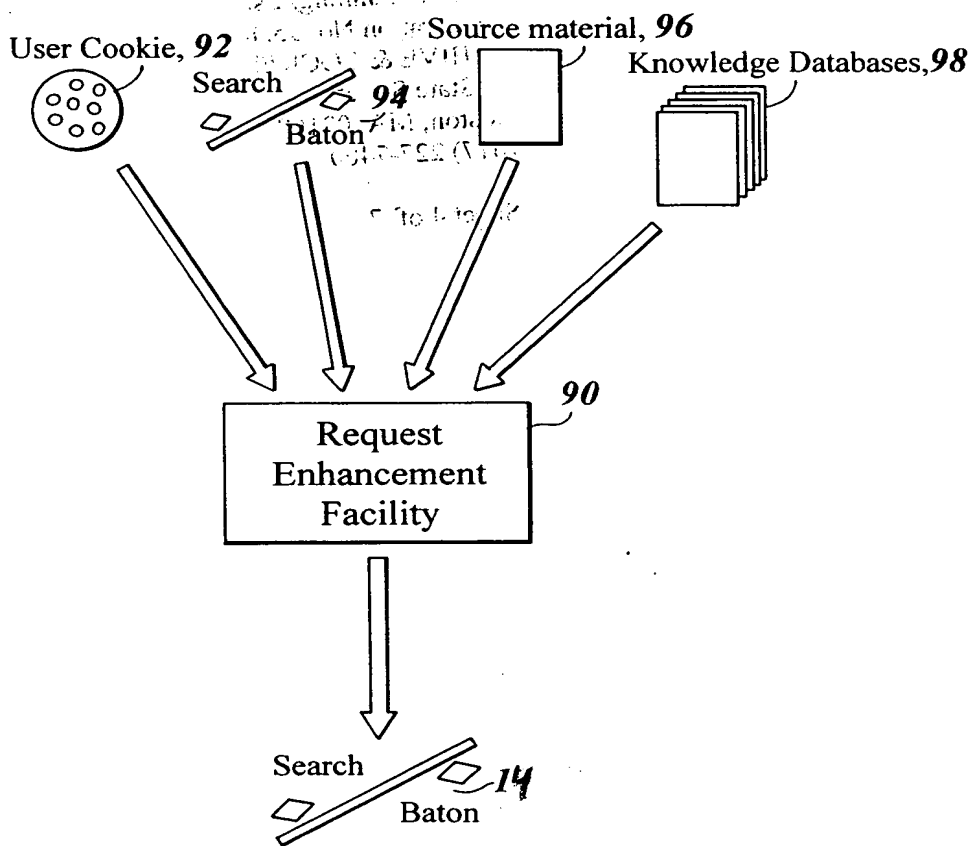 User Cookie, 92
Search
Baton
94
Source material, 96
Knowledge Databases,98
90
Request
Enhancement
Facility
Search
14
Baton